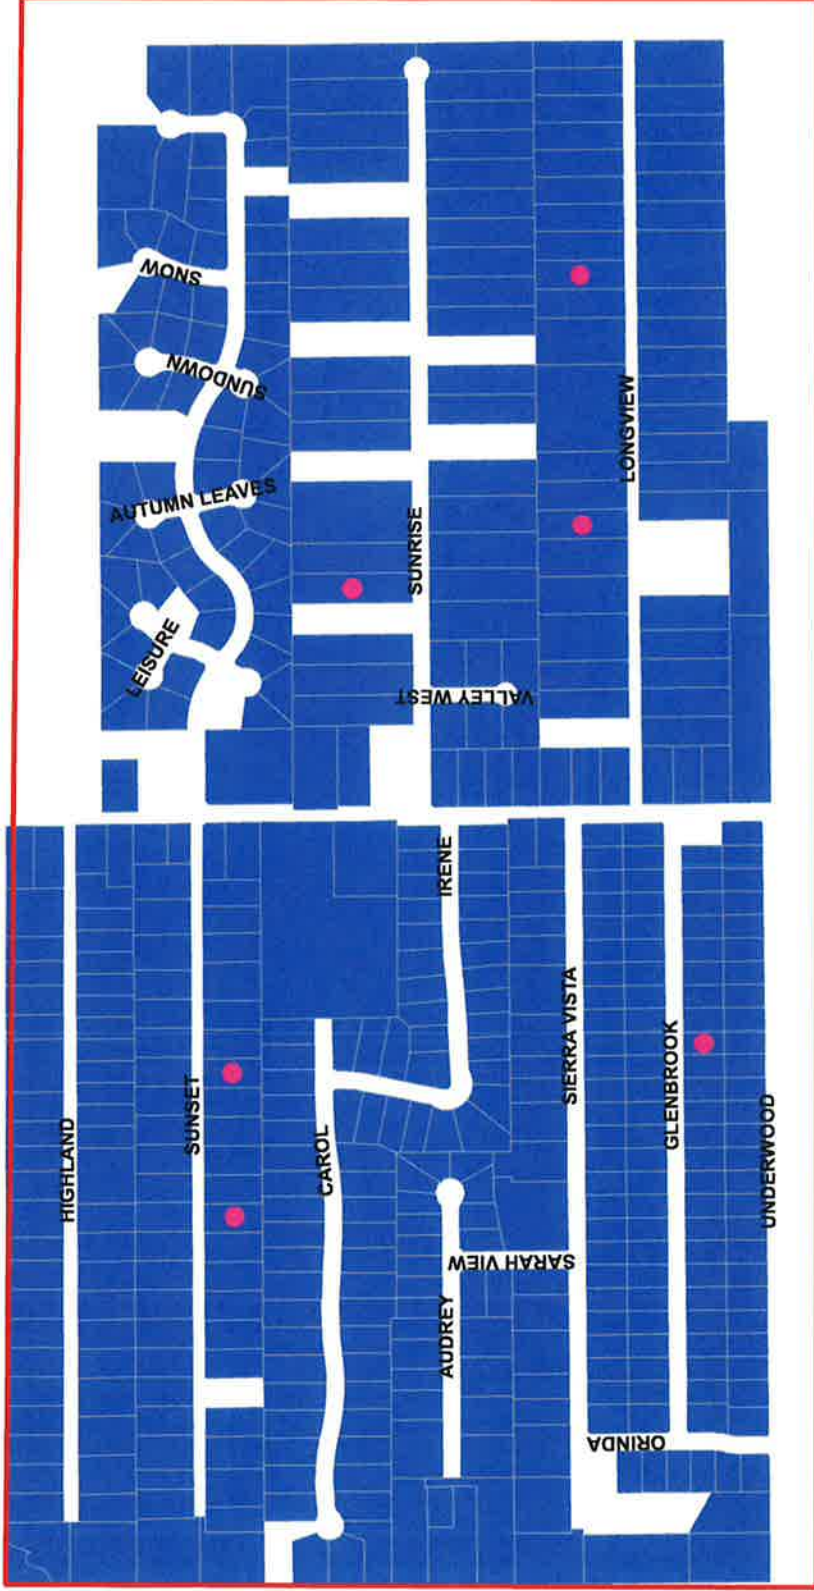 SNOW
SUNDOWN
AUTUMN LEAVES
LONGVIEW
SUNRISE
LEISURE
VALLEY WEST
IRENE
SIERRA VISTA
GLENBROOK
SUNSET
UNDERWOOD
HIGHLAND
CAROL
SARAH VIEW
AUDREY
ORINDA